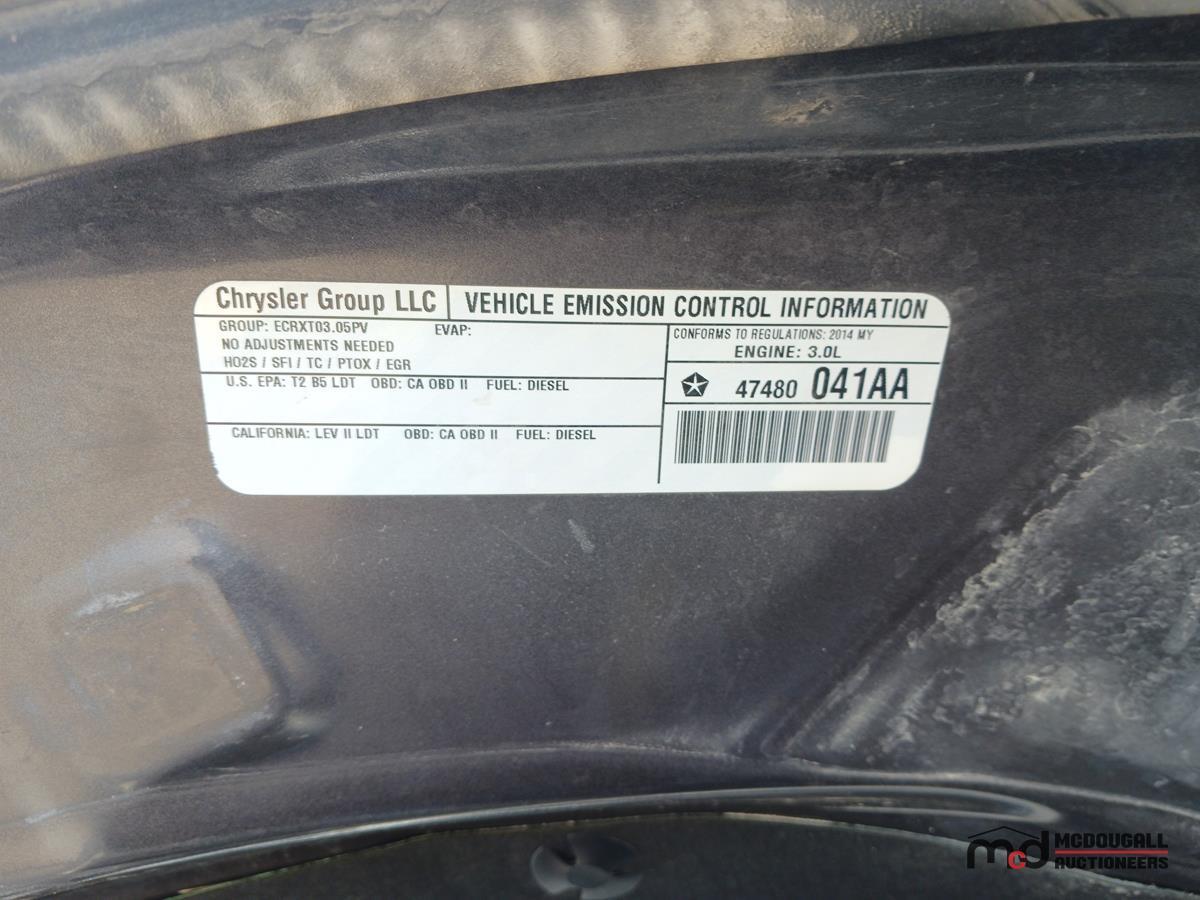 Chrysler Group LLC VEHICLE EMISSION CONTROL INFORMATION
GROUP: ECRXT03.05PV EVAP:
NO ADJUSTMENTS NEEDED
HO2S / SFI / TC / PTOX / EGR
CONFORMS TO REGULATIONS: 2014 MY
ENGINE: 3.0L
U.S. EPA: T2 B5 LDT OBD: CA OBD II FUEL: DIESEL
47480 041AA
CALIFORNIA: LEV II LDT OBD: CA OBD II FUEL: DIESEL
mcd MCDOUGALL
AUCTIONEERS